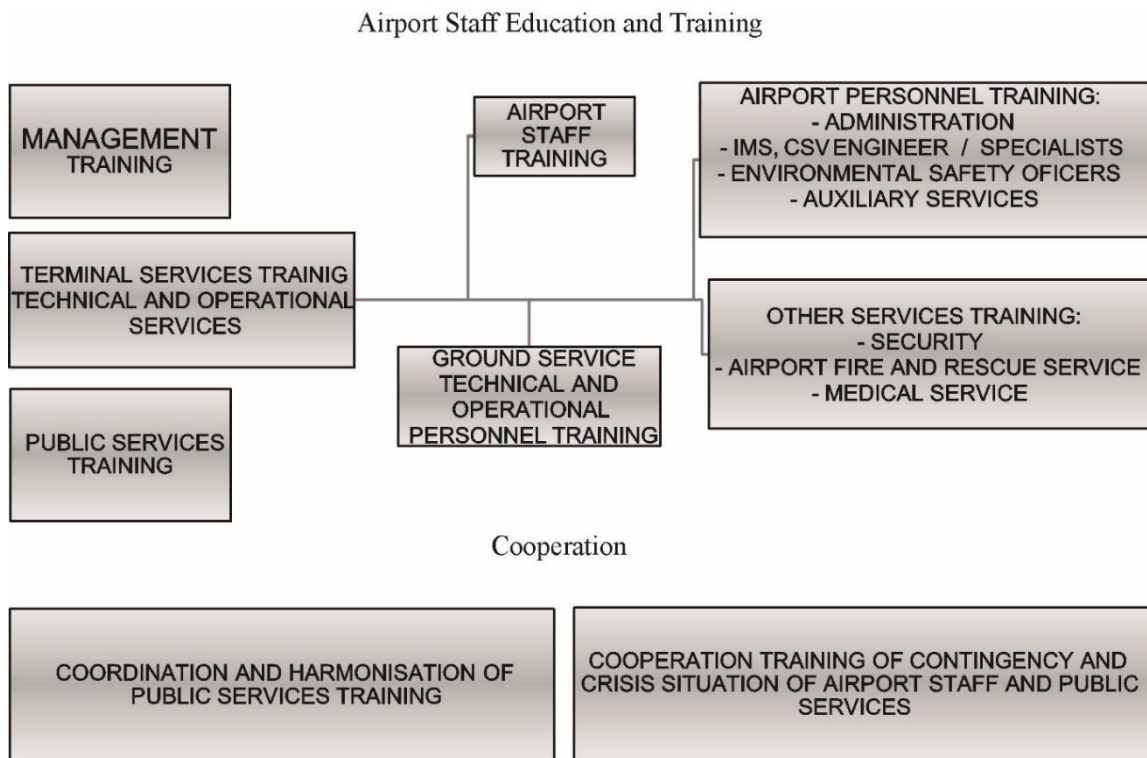 Airport Staff Education and Training
MANAGEMENT
TRAINING
AIRPORT
STAFF
TRAINING
AIRPORT PERSONNEL TRAINING:
- ADMINISTRATION
- IMS, CSV ENGINEER / SPECIALISTS
- ENVIRONMENTAL SAFETY OFICERS
- AUXILIARY SERVICES
TERMINAL SERVICES TRAINIG
TECHNICAL AND OPERATIONAL
SERVICES
GROUND SERVICE
TECHNICAL AND
OPERATIONAL
PERSONNEL TRAINING
OTHER SERVICES TRAINING:
- SECURITY
- AIRPORT FIRE AND RESCUE SERVICE
- MEDICAL SERVICE
PUBLIC SERVICES
TRAINING
Cooperation
COORDINATION AND HARMONISATION OF
PUBLIC SERVICES TRAINING
COOPERATION TRAINING OF CONTINGENCY AND
CRISIS SITUATION OF AIRPORT STAFF AND PUBLIC
SERVICES